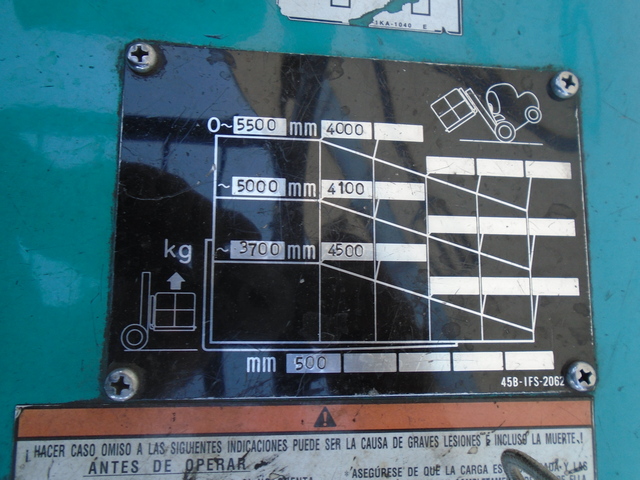 1KA-1040 E
0~ 5500 mm 4000
~ 5000 mm 4100
~ 3700 mm 4500
kg
mm 500
45B-1FS-2062
¡HACER CASO OMISO A LAS SIGUIENTES INDICACIONES PUEDE SER LA CAUSA DE GRAVES LESIONES E INCLUSO LA MUERTE.!
ANTES DE OPERAR
*ASEGÚRESE DE QUE LA CARGA Y LAS